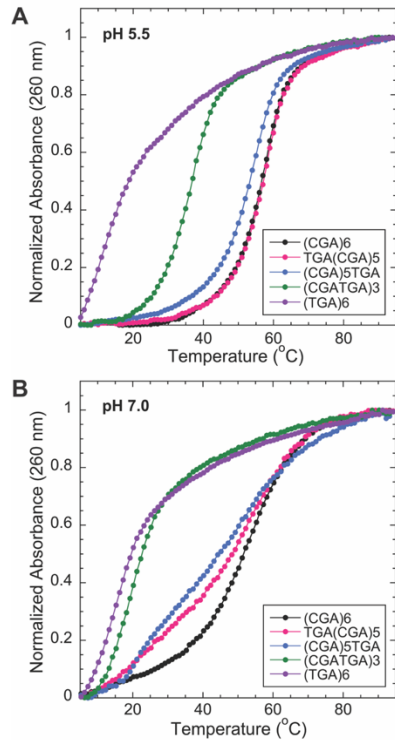 A
pH 5.5
Normalized Absorbance (260 nm)
1
0.8
0.6
0.4
0.2
0
(CGA)6
TGA(CGA)5
(CGA)5TGA
(CGATGA)3
(TGA)6
20 40 60 80
Temperature (°C)
B
pH 7.0
Normalized Absorbance (260 nm)
1
0.8
0.6
0.4
0.2
0
(CGA)6
TGA(CGA)5
(CGA)5TGA
(CGATGA)3
(TGA)6
20 40 60 80
Temperature (°C)